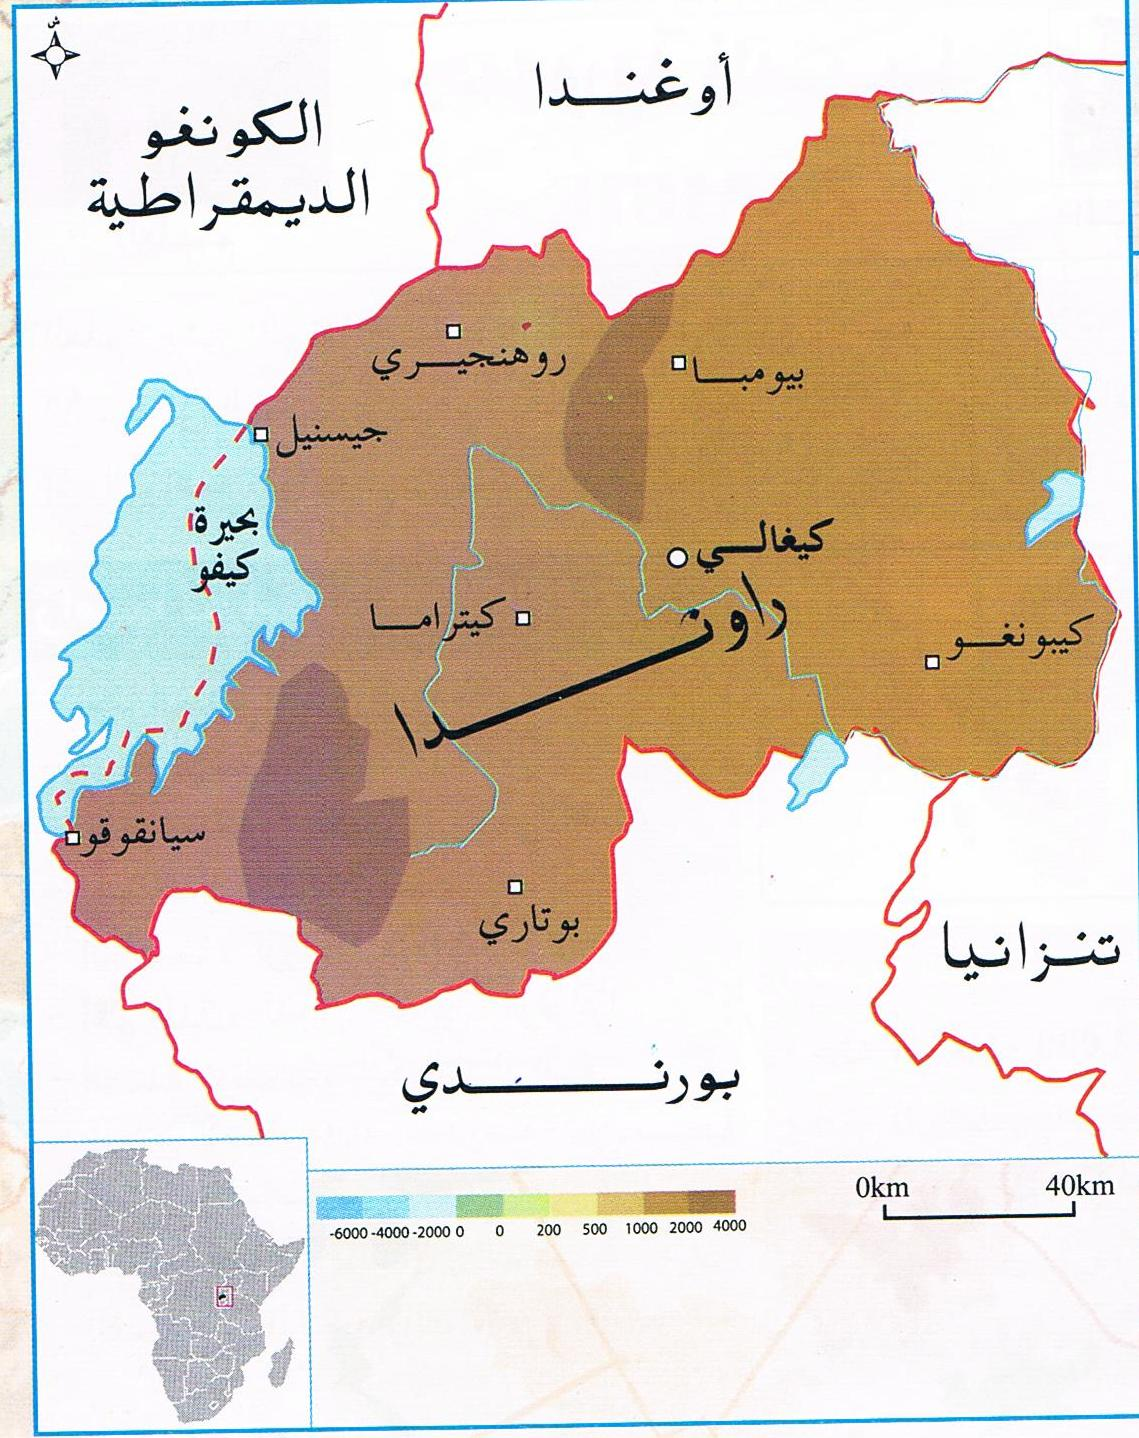 ش
أوغندا
الكونغو
الديمقراطية
روهنجيري
بيومبا
جيسنيل
بحيرة
كيفو
كيغالي
كيتراما
راوندا
كيبونغو
سيانقوقو
بوتاري
تنزانيا
بورندي
0km 40km
-6000 -4000 -2000 0 0 200 500 1000 2000 4000